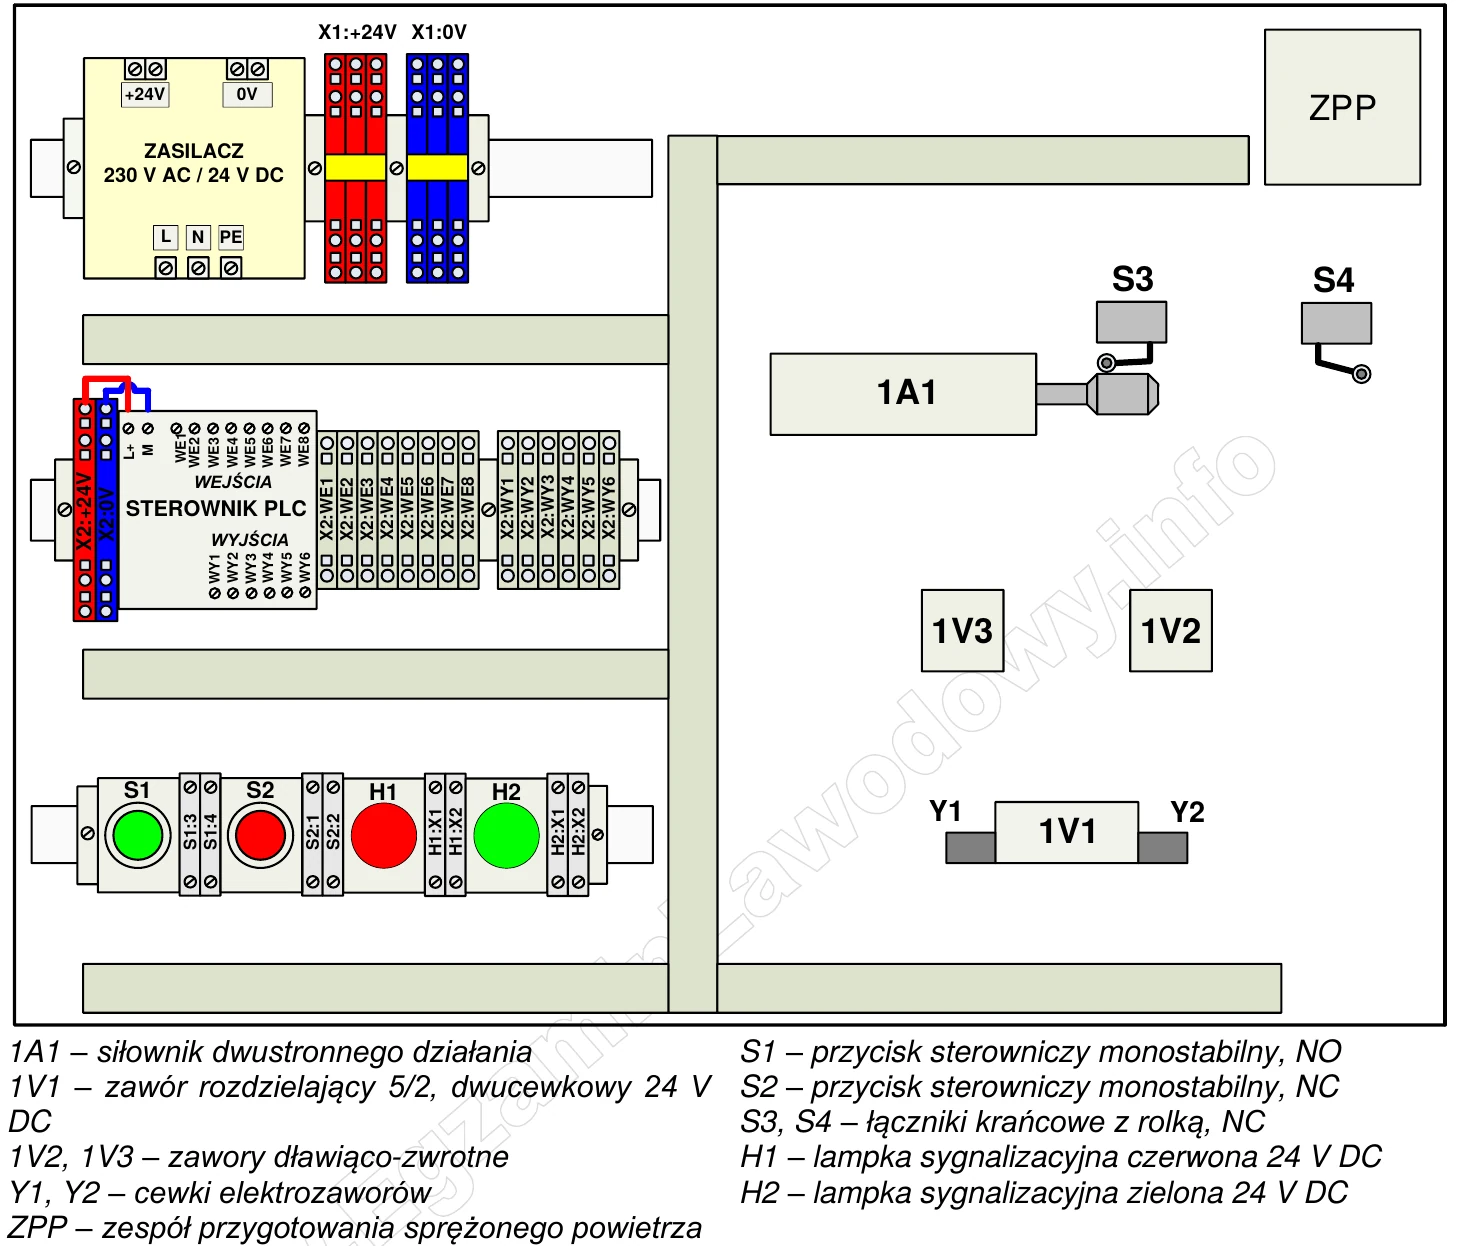 X1:+24V X1:0V
+24V 0V
ZPP
ZASILACZ
230 V AC / 24 V DC
L N PE
S3 S4
1A1
L+ M WE1 WE2 WE3 WE4 WE5 WE6 WE7 WE8
WEJŚCIA
X2:+24V X2:0V STEROWNIK PLC X2:WE1 X2:WE2 X2:WE3 X2:WE4 X2:WE5 X2:WE6 X2:WE7 X2:WE8 X2:WY1 X2:WY2 X2:WY3 X2:WY4 X2:WY5 X2:WY6
WYJŚCIA
WY1 WY2 WY3 WY4 WY5 WY6
1V3 1V2
S1 S2 H1 H2
S1:3 S1:4 S2:1 S2:2 H1:X1 H1:X2 H2:X1 H2:X2
Y1 1V1 Y2
EgzaminZawodowy.info
1A1 – siłownik dwustronnego działania
1V1 – zawór rozdzielający 5/2, dwucewkowy 24 V
DC
1V2, 1V3 – zawory dławiąco-zwrotne
Y1, Y2 – cewki elektrozaworów
ZPP – zespół przygotowania sprężonego powietrza
S1 – przycisk sterowniczy monostabilny, NO
S2 – przycisk sterowniczy monostabilny, NC
S3, S4 – łączniki krańcowe z rolką, NC
H1 – lampka sygnalizacyjna czerwona 24 V DC
H2 – lampka sygnalizacyjna zielona 24 V DC